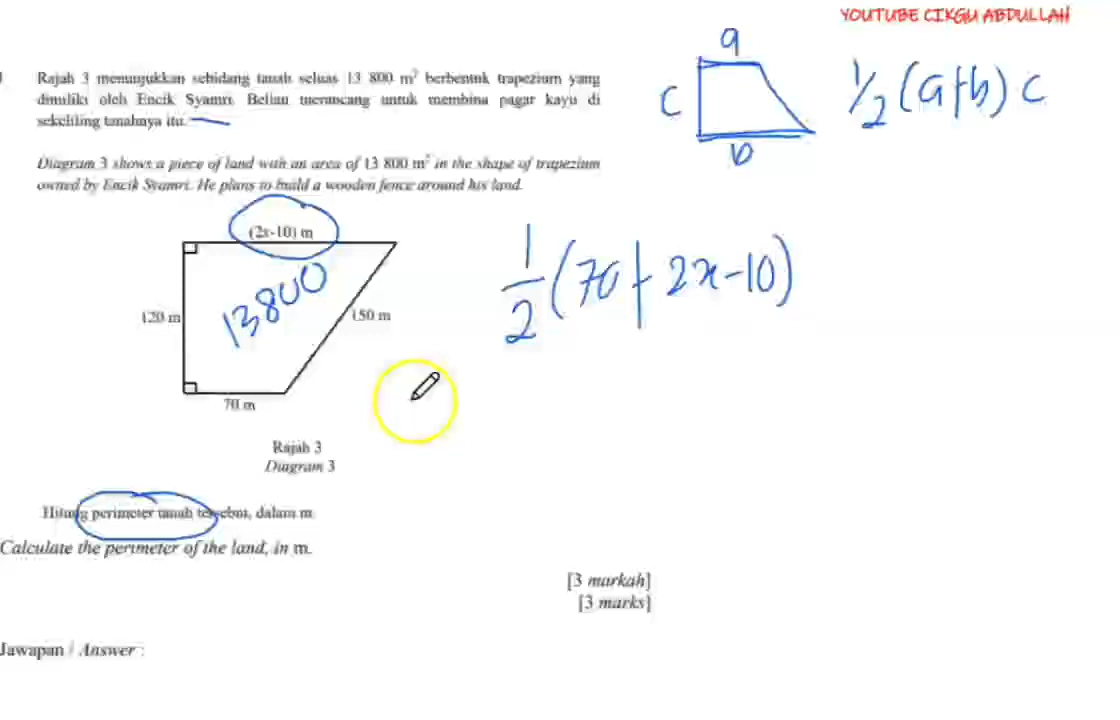 YOUTUBE CIKGU ABDULLAH
Rajah 3 menunjukkan sebidang tanah seluas 13 800 m² berbentuk trapezium yang
dimiliki oleh Encik Syamri. Beliau merancang untuk membina pagar kayu di
sekeliling tanahnya itu.
Diagram 3 shows a piece of land with an area of 13 800 m² in the shape of trapezium
owned by Encik Syamri. He plans to build a wooden fence around his land.
a
c
b
1/2 (a+b) c
(2x-10) m
13800
120 m
150 m
70 m
1/2 (70 + 2x - 10)
Rajah 3
Diagram 3
Hitung perimeter tanah tersebut, dalam m.
Calculate the perimeter of the land, in m.
[3 markah]
[3 marks]
Jawapan / Answer :